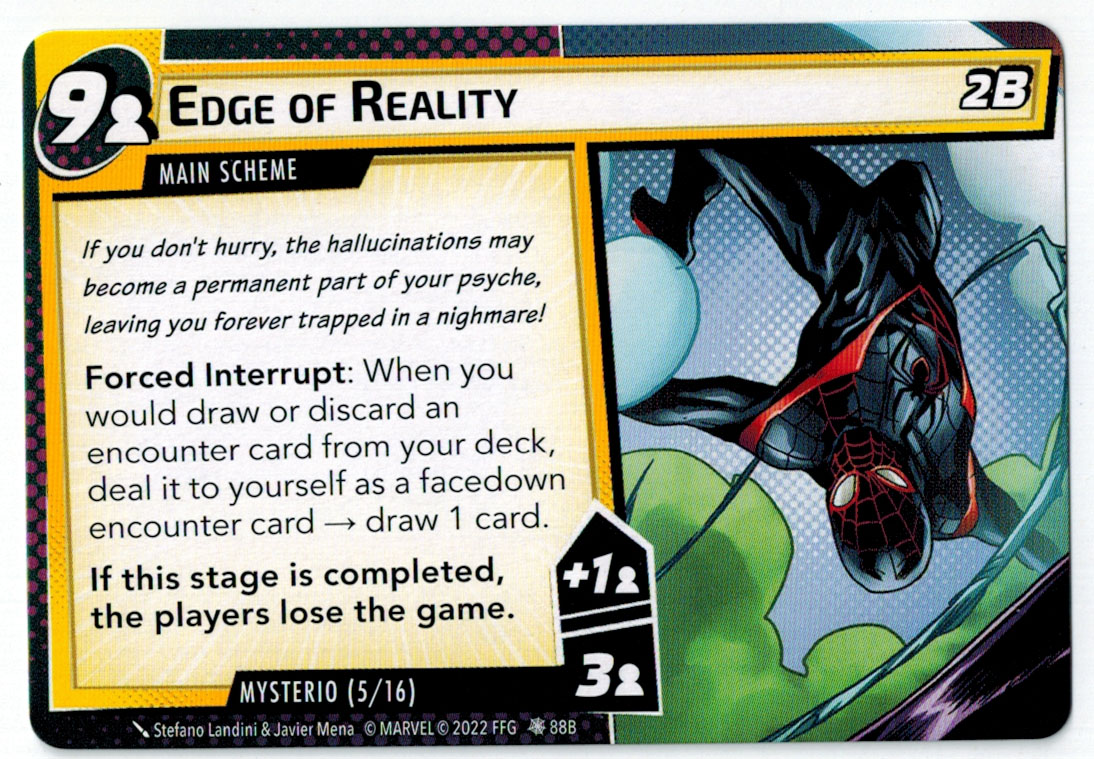 9
EDGE OF REALITY
2B
MAIN SCHEME
If you don't hurry, the hallucinations may
become a permanent part of your psyche,
leaving you forever trapped in a nighmare!
Forced Interrupt: When you
would draw or discard an
encounter card from your deck,
deal it to yourself as a facedown
encounter card → draw 1 card.
If this stage is completed,
the players lose the game.
+1
3
MYSTERIO (5/16)
Stefano Landini & Javier Mena © MARVEL © 2022 FFG 88B